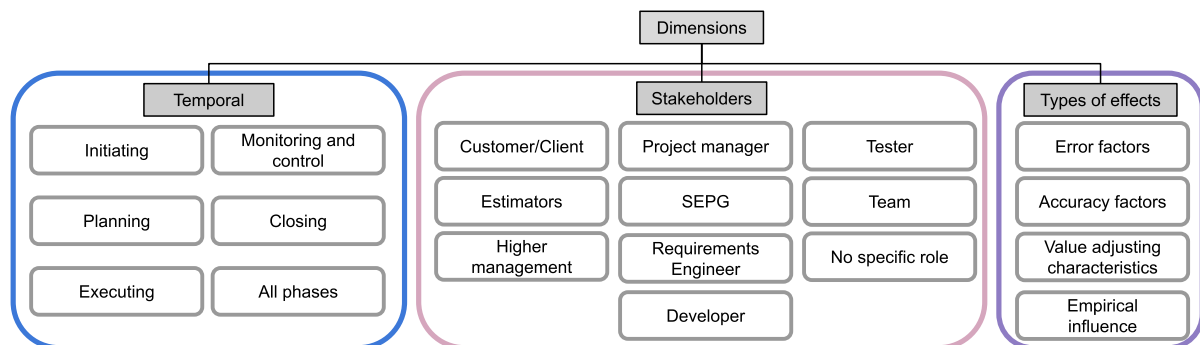 Dimensions
Temporal
Initiating
Monitoring and
control
Planning
Closing
Executing
All phases
Stakeholders
Customer/Client
Project manager
Tester
Estimators
SEPG
Team
Higher
management
Requirements
Engineer
No specific role
Developer
Types of effects
Error factors
Accuracy factors
Value adjusting
characteristics
Empirical
influence